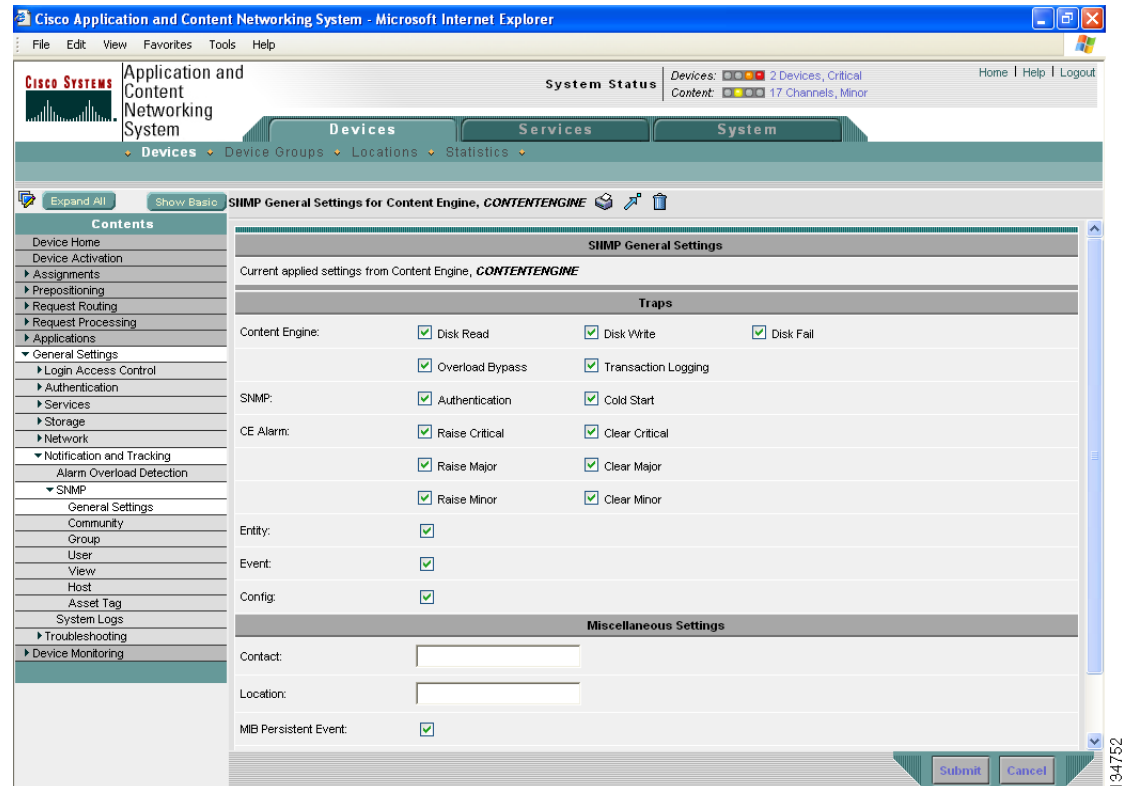 Cisco Application and Content Networking System - Microsoft Internet Explorer
File Edit View Favorites Tools Help
CISCO SYSTEMS
Application and
Content
Networking
System
System Status
Devices: 2 Devices, Critical
Content: 17 Channels, Minor
Home | Help | Logout
Devices Services System
Devices Device Groups Locations Statistics
Expand All Show Basic
SNMP General Settings for Content Engine, CONTENTENGINE
Contents
Device Home
Device Activation
Assignments
Prepositioning
Request Routing
Request Processing
Applications
General Settings
Login Access Control
Authentication
Services
Storage
Network
Notification and Tracking
Alarm Overload Detection
SNMP
General Settings
Community
Group
User
View
Host
Asset Tag
System Logs
Troubleshooting
Device Monitoring
SNMP General Settings
Current applied settings from Content Engine, CONTENTENGINE
Traps
Content Engine: Disk Read Disk Write Disk Fail
Overload Bypass Transaction Logging
SNMP: Authentication Cold Start
CE Alarm: Raise Critical Clear Critical
Raise Major Clear Major
Raise Minor Clear Minor
Entity:
Event:
Config:
Miscellaneous Settings
Contact:
Location:
MIB Persistent Event:
Submit Cancel
134752